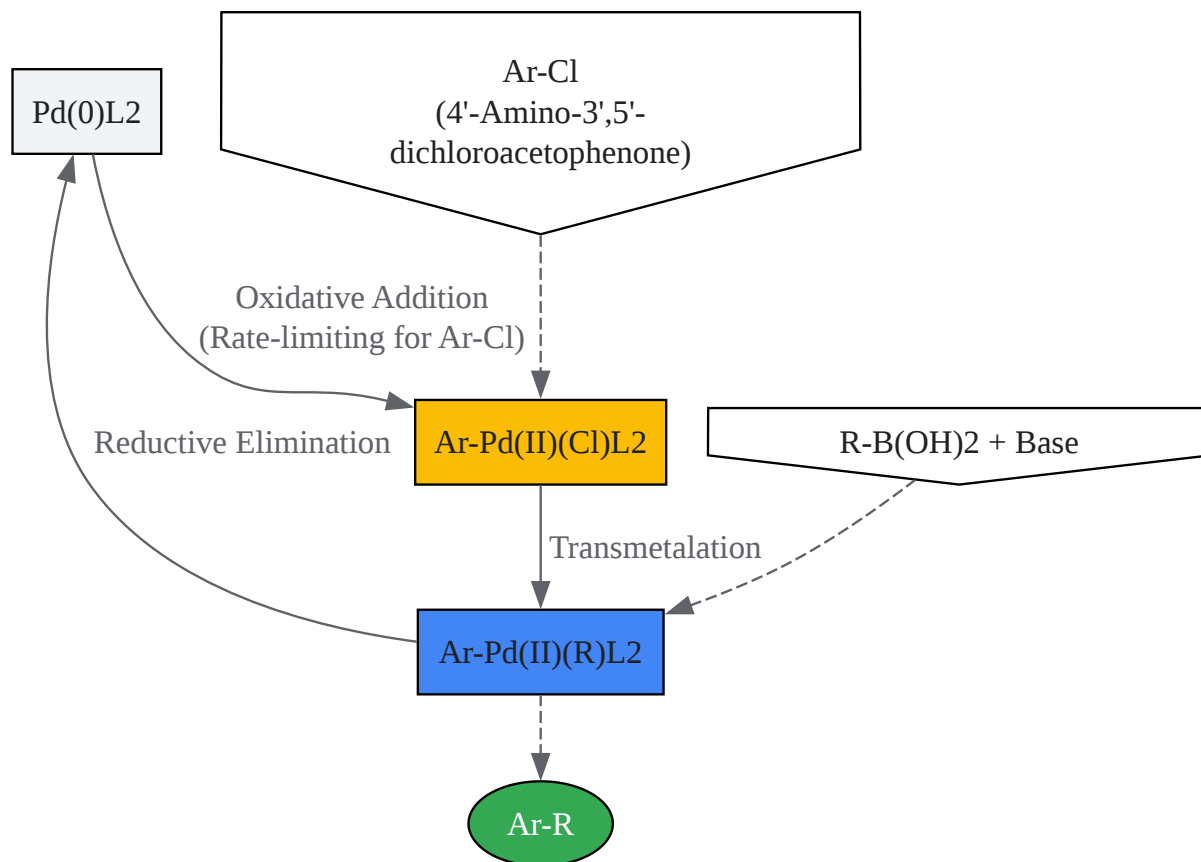 Ar-Cl
(4'-Amino-3',5'-
dichloroacetophenone)
Pd(0)L2
Oxidative Addition
(Rate-limiting for Ar-Cl)
Reductive Elimination
Ar-Pd(II)(Cl)L2
R-B(OH)2 + Base
Transmetalation
Ar-Pd(II)(R)L2
Ar-R